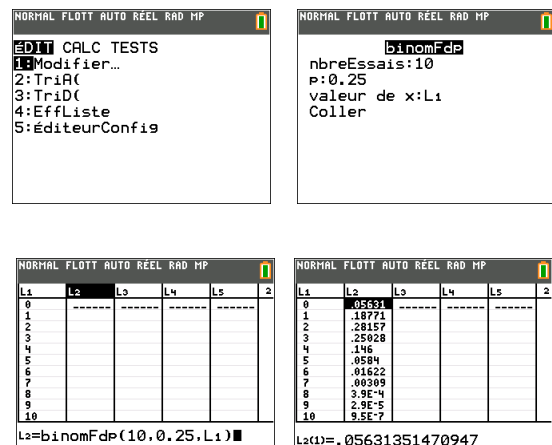 NORMAL FLOTT AUTO RÉEL RAD MP
ÉDIT CALC TESTS
1:Modifier…
2:TriA(
3:TriD(
4:EffListe
5:éditeurConfig
NORMAL FLOTT AUTO RÉEL RAD MP
binomFdp
nbreEssais:10
p:0.25
valeur de x:L₁
Coller
NORMAL FLOTT AUTO RÉEL RAD MP
L₁ L₂ L₃ L₄ L₅ 2
0 ------ ------ ------ ------
1
2
3
4
5
6
7
8
9
10
L₂=binomFdp(10,0.25,L₁)
NORMAL FLOTT AUTO RÉEL RAD MP
L₁ L₂ L₃ L₄ L₅ 2
0 .05631 ------ ------ ------
1 .18771
2 .28157
3 .25028
4 .146
5 .0584
6 .01622
7 .00309
8 3.9E-4
9 2.9E-5
10 9.5E-7
L₂(1)=.05631351470947